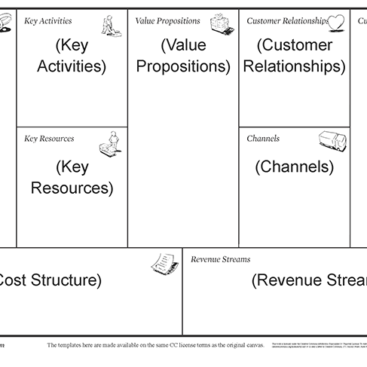 Key Activities
(Key
Activities)
Value Propositions
(Value
Propositions)
Customer Relationships
(Customer
Relationships)
Cu
Key Resources
(Key
Resources)
Channels
(Channels)
Cost Structure)
Revenue Streams
(Revenue Strea
The templates here are made available on the same CC license terms as the original canvas.